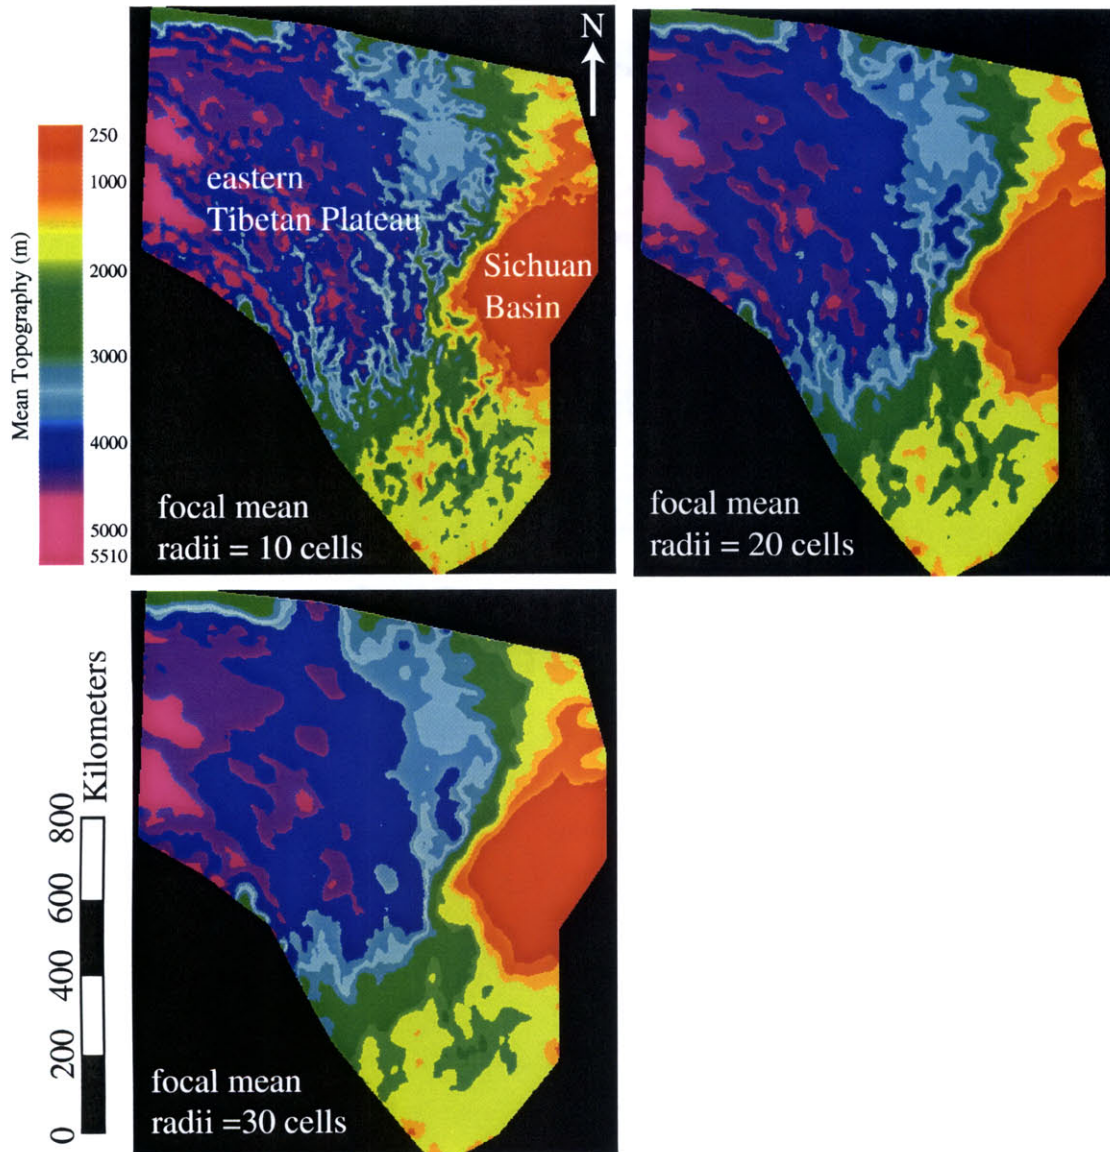 N
250
1000
2000
3000
4000
5000
5510
Mean Topography (m)
eastern
Tibetan Plateau
Sichuan
Basin
focal mean
radii = 10 cells
focal mean
radii = 20 cells
Kilometers
800
600
400
200
0
focal mean
radii =30 cells